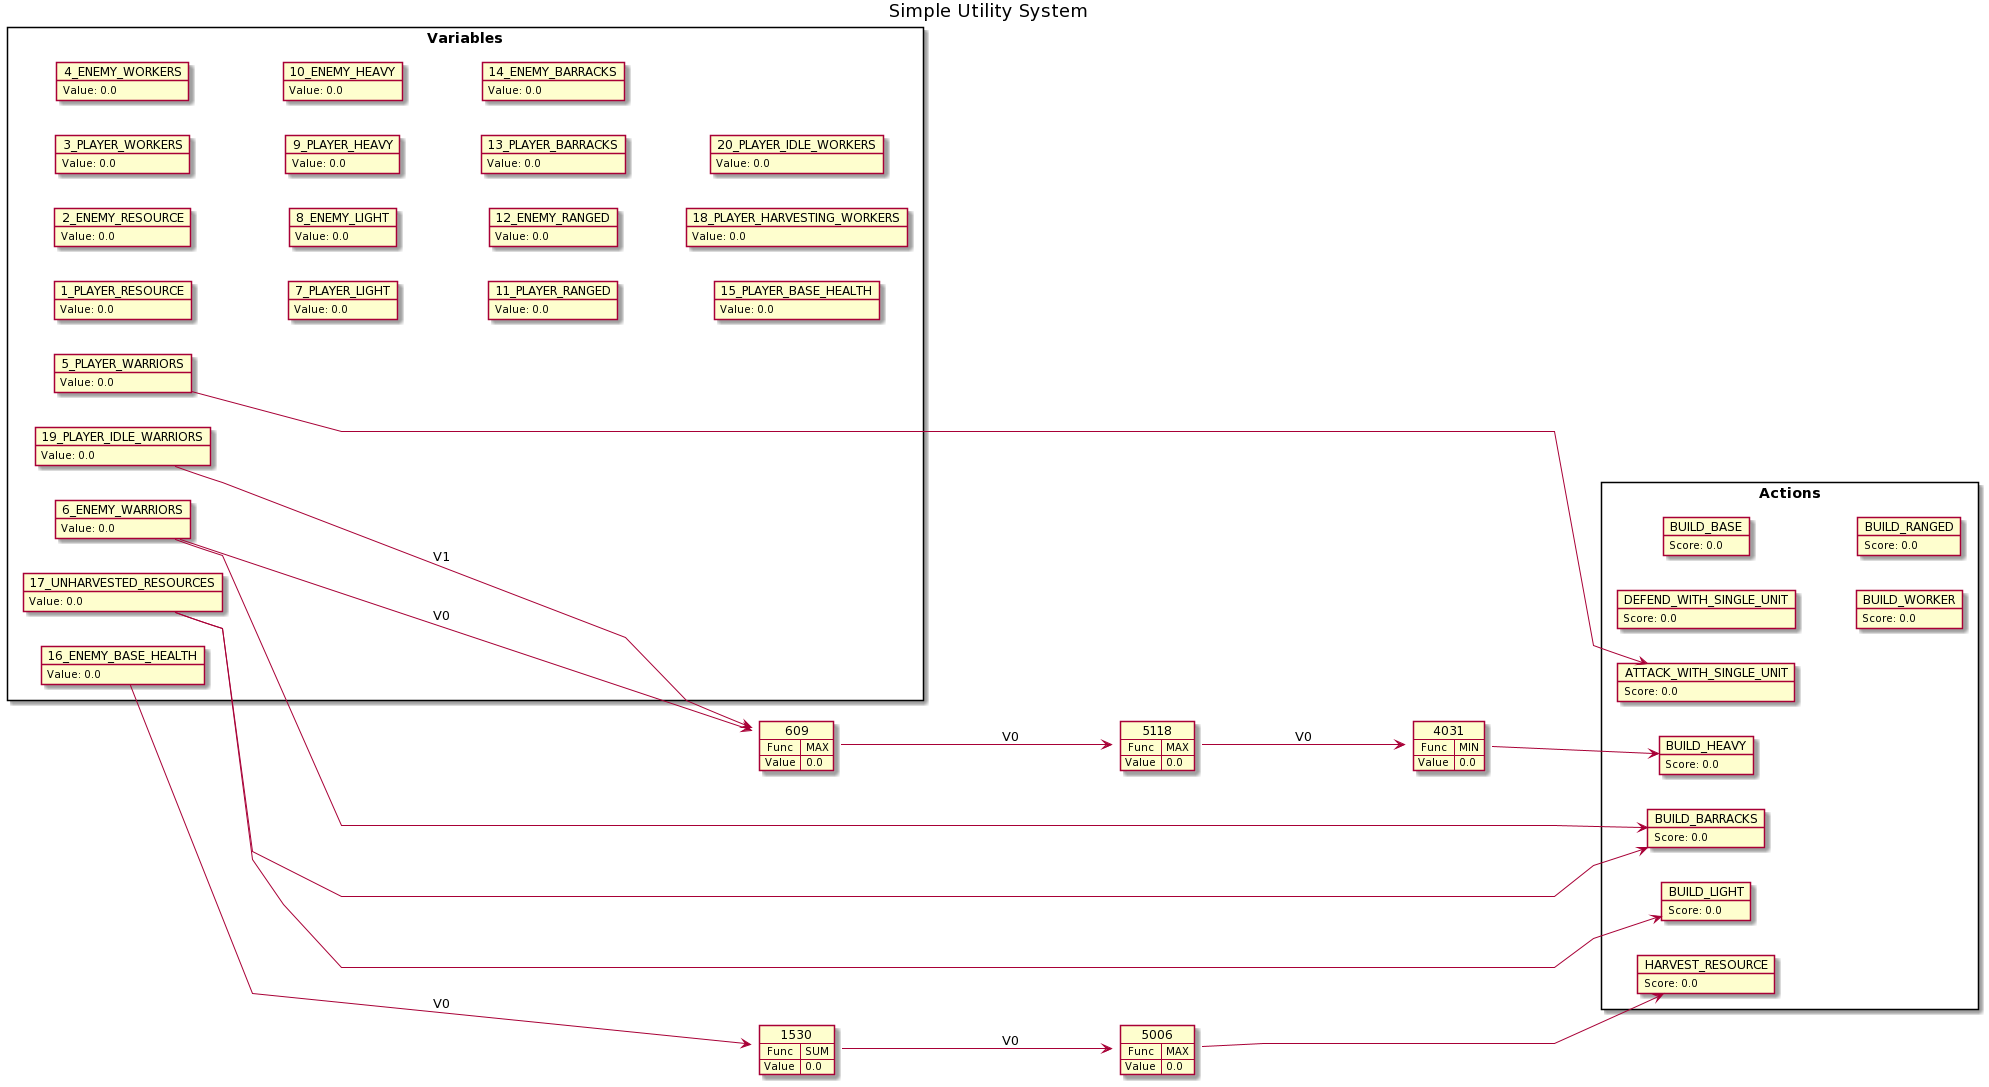 Simple Utility System
Variables
4_ENEMY_WORKERS
Value: 0.0
10_ENEMY_HEAVY
Value: 0.0
14_ENEMY_BARRACKS
Value: 0.0
3_PLAYER_WORKERS
Value: 0.0
9_PLAYER_HEAVY
Value: 0.0
13_PLAYER_BARRACKS
Value: 0.0
20_PLAYER_IDLE_WORKERS
Value: 0.0
2_ENEMY_RESOURCE
Value: 0.0
8_ENEMY_LIGHT
Value: 0.0
12_ENEMY_RANGED
Value: 0.0
18_PLAYER_HARVESTING_WORKERS
Value: 0.0
1_PLAYER_RESOURCE
Value: 0.0
7_PLAYER_LIGHT
Value: 0.0
11_PLAYER_RANGED
Value: 0.0
15_PLAYER_BASE_HEALTH
Value: 0.0
5_PLAYER_WARRIORS
Value: 0.0
19_PLAYER_IDLE_WARRIORS
Value: 0.0
6_ENEMY_WARRIORS
Value: 0.0
17_UNHARVESTED_RESOURCES
Value: 0.0
16_ENEMY_BASE_HEALTH
Value: 0.0
V1
V0
609
Func MAX
Value 0.0
V0
5118
Func MAX
Value 0.0
V0
4031
Func MIN
Value 0.0
V0
1530
Func SUM
Value 0.0
V0
5006
Func MAX
Value 0.0
Actions
BUILD_BASE
Score: 0.0
BUILD_RANGED
Score: 0.0
DEFEND_WITH_SINGLE_UNIT
Score: 0.0
BUILD_WORKER
Score: 0.0
ATTACK_WITH_SINGLE_UNIT
Score: 0.0
BUILD_HEAVY
Score: 0.0
BUILD_BARRACKS
Score: 0.0
BUILD_LIGHT
Score: 0.0
HARVEST_RESOURCE
Score: 0.0